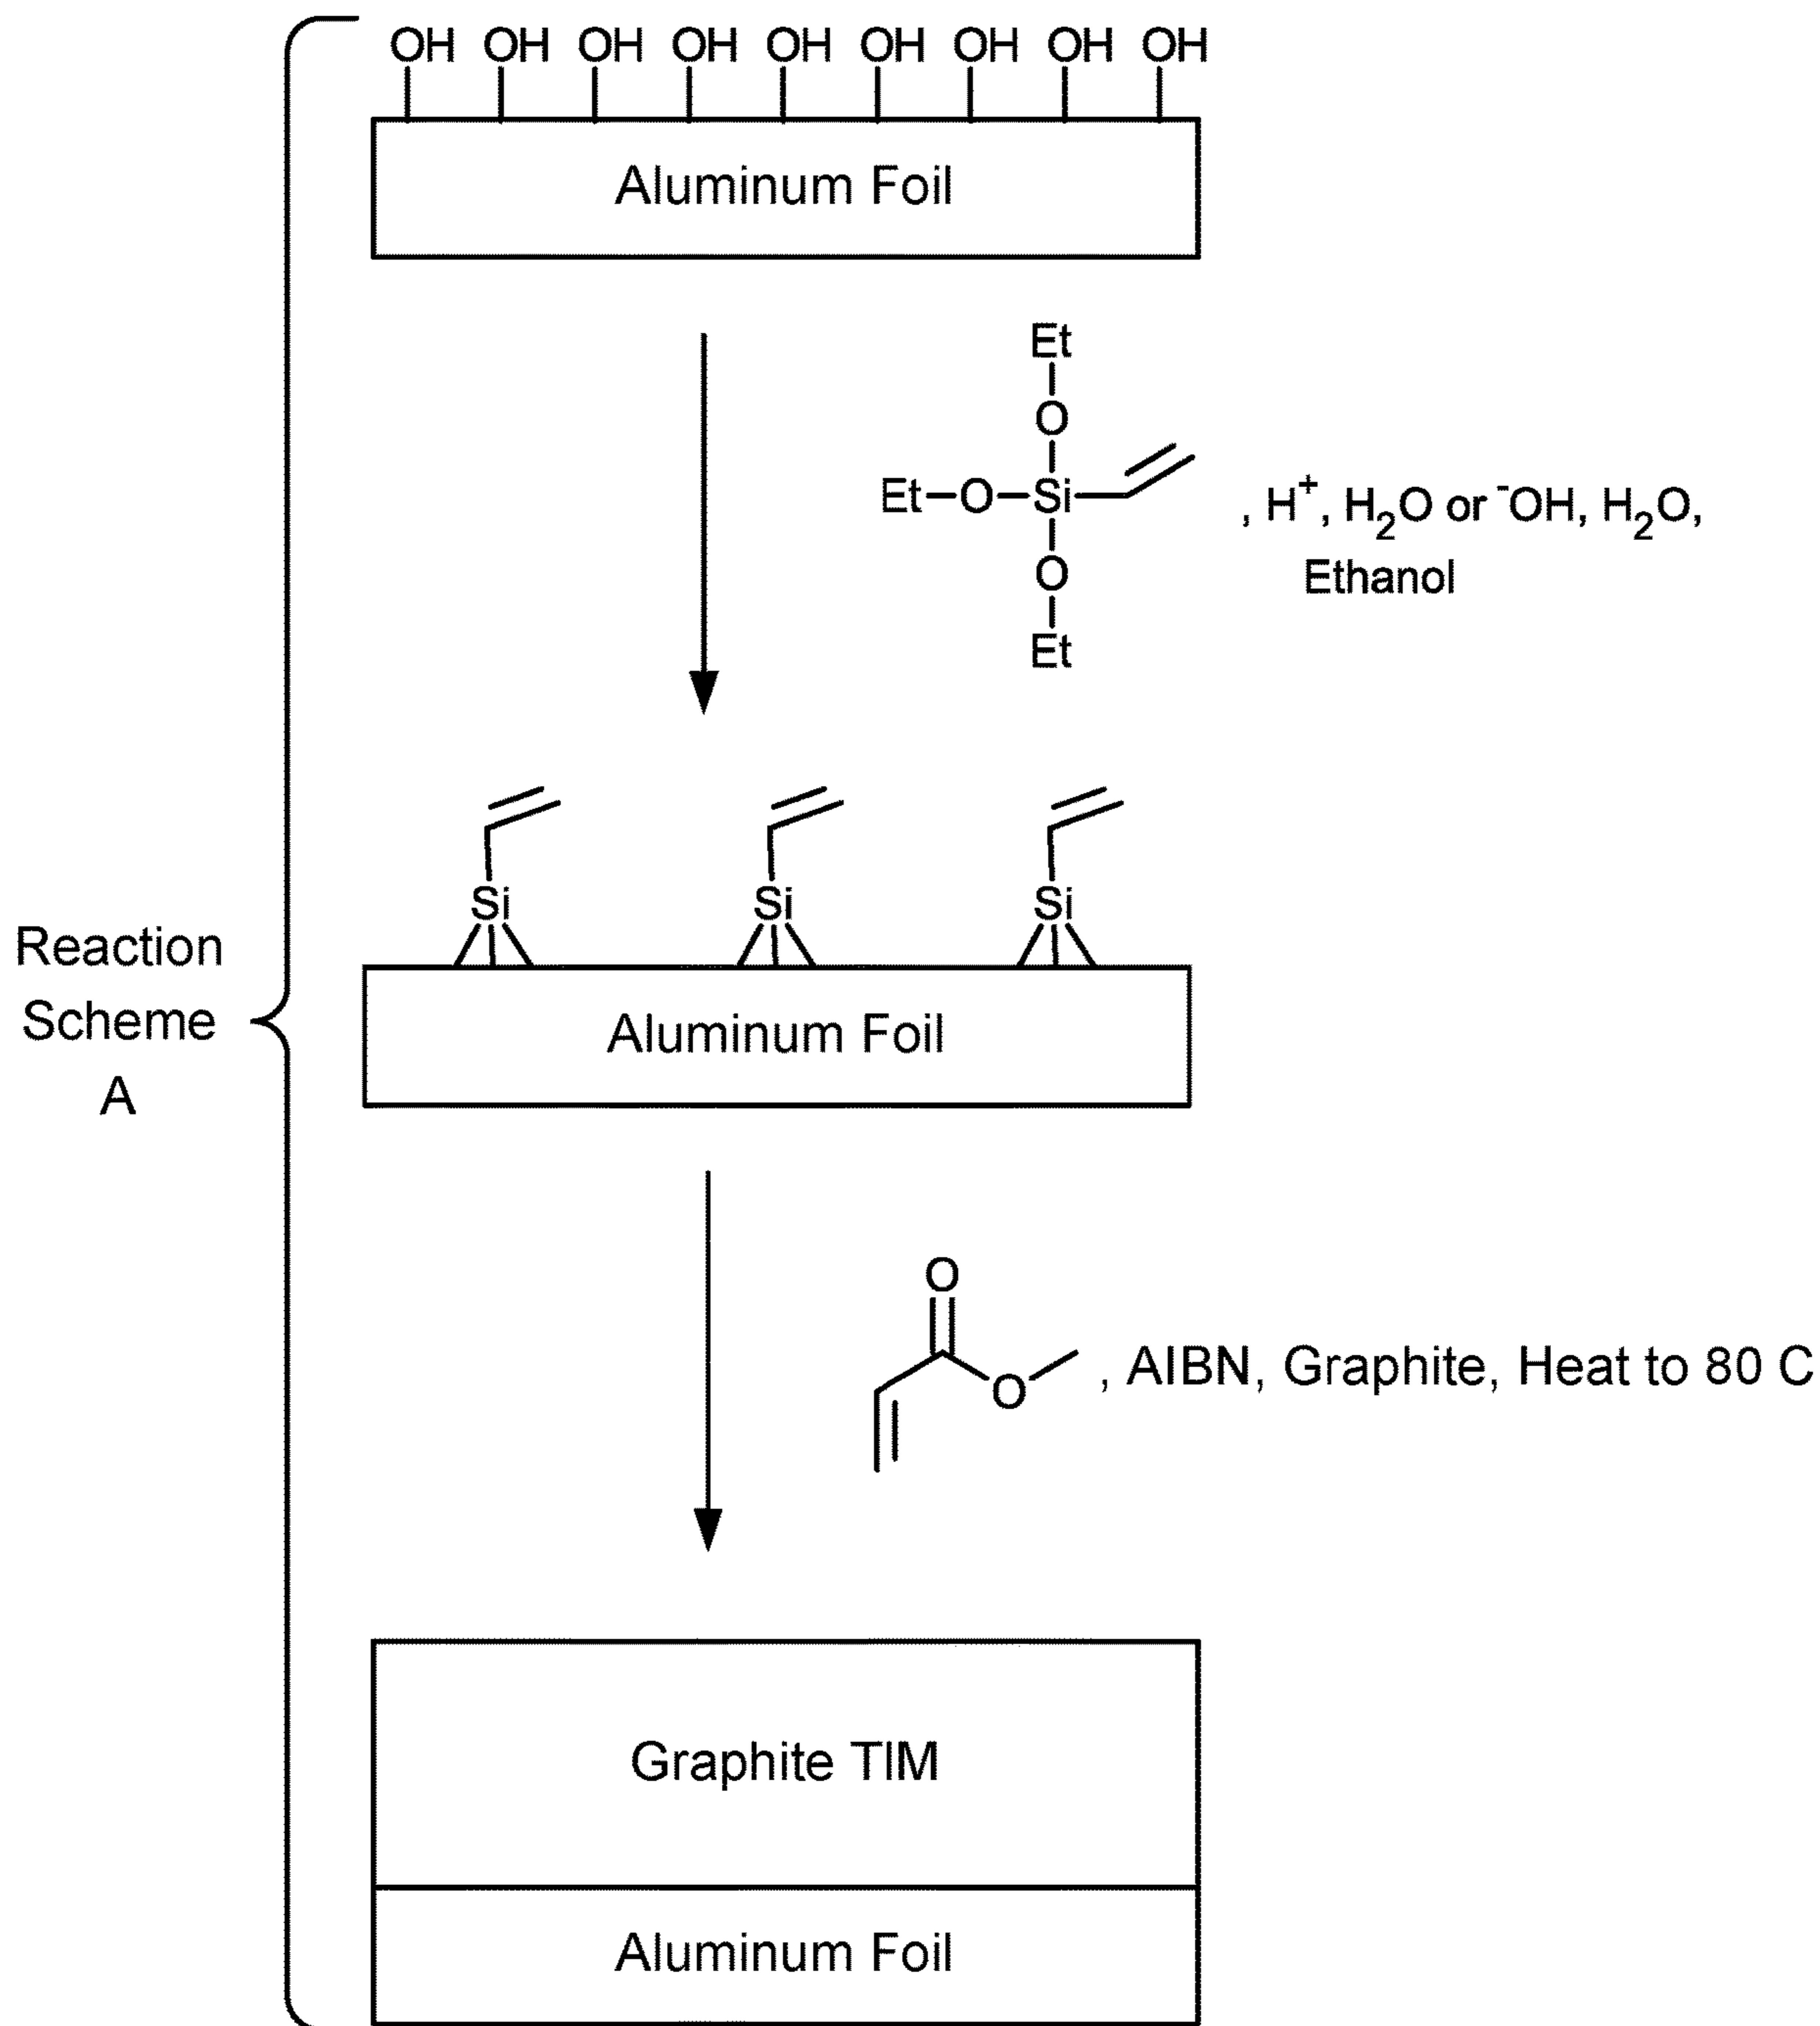 OH OH OH OH OH OH OH OH OH
Aluminum Foil
Et
O
Et-O-Si
, H⁺, H₂O or ⁻OH, H₂O,
O
Ethanol
Et
Si Si Si
Reaction
Scheme
A
Aluminum Foil
O
O
, AIBN, Graphite, Heat to 80 C
Graphite TIM
Aluminum Foil